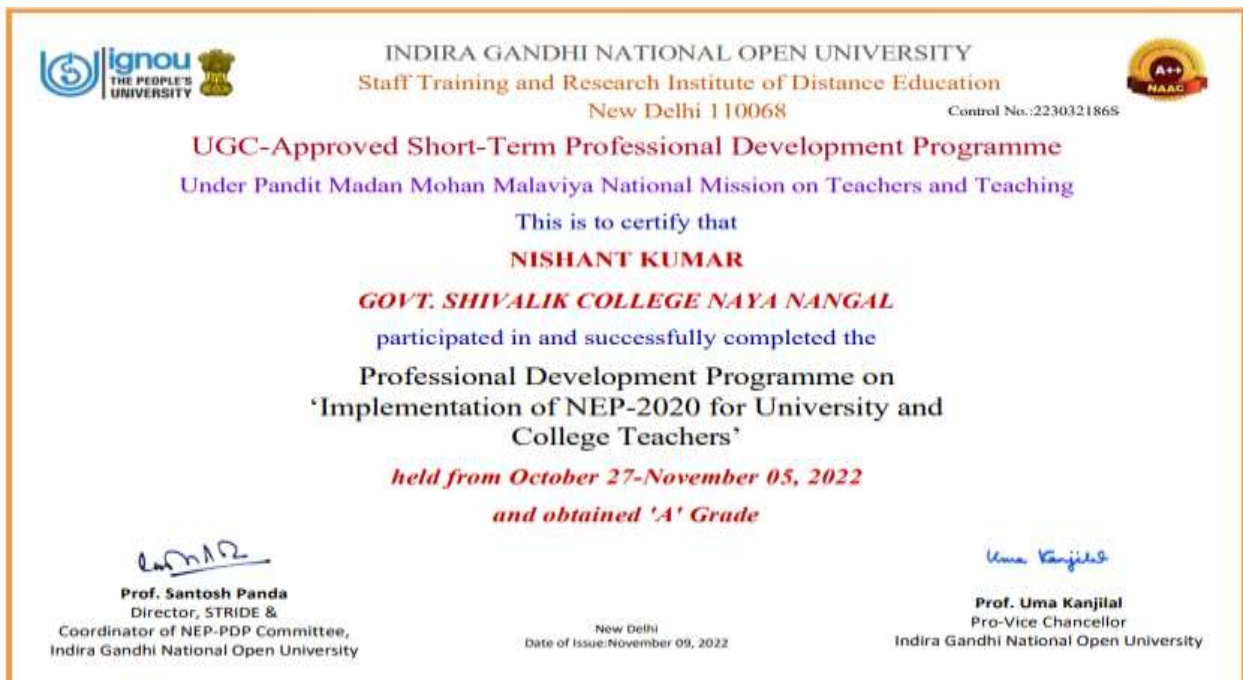 ignou
THE PEOPLE'S
UNIVERSITY
INDIRA GANDHI NATIONAL OPEN UNIVERSITY
Staff Training and Research Institute of Distance Education
New Delhi 110068
A++
NAAC
Control No.:223032186S
UGC-Approved Short-Term Professional Development Programme
Under Pandit Madan Mohan Malaviya National Mission on Teachers and Teaching
This is to certify that
NISHANT KUMAR
GOVT. SHIVALIK COLLEGE NAYA NANGAL
participated in and successfully completed the
Professional Development Programme on
‘Implementation of NEP-2020 for University and
College Teachers’
held from October 27-November 05, 2022
and obtained 'A' Grade
Prof. Santosh Panda
Director, STRIDE &
Coordinator of NEP-PDP Committee,
Indira Gandhi National Open University
New Delhi
Date of Issue:November 09, 2022
Uma Kanjilal
Prof. Uma Kanjilal
Pro-Vice Chancellor
Indira Gandhi National Open University